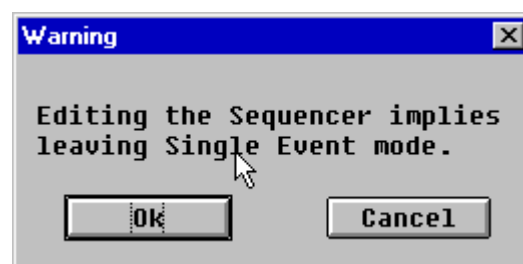 Warning
Editing the Sequencer implies
leaving Single Event mode.
Ok
Cancel